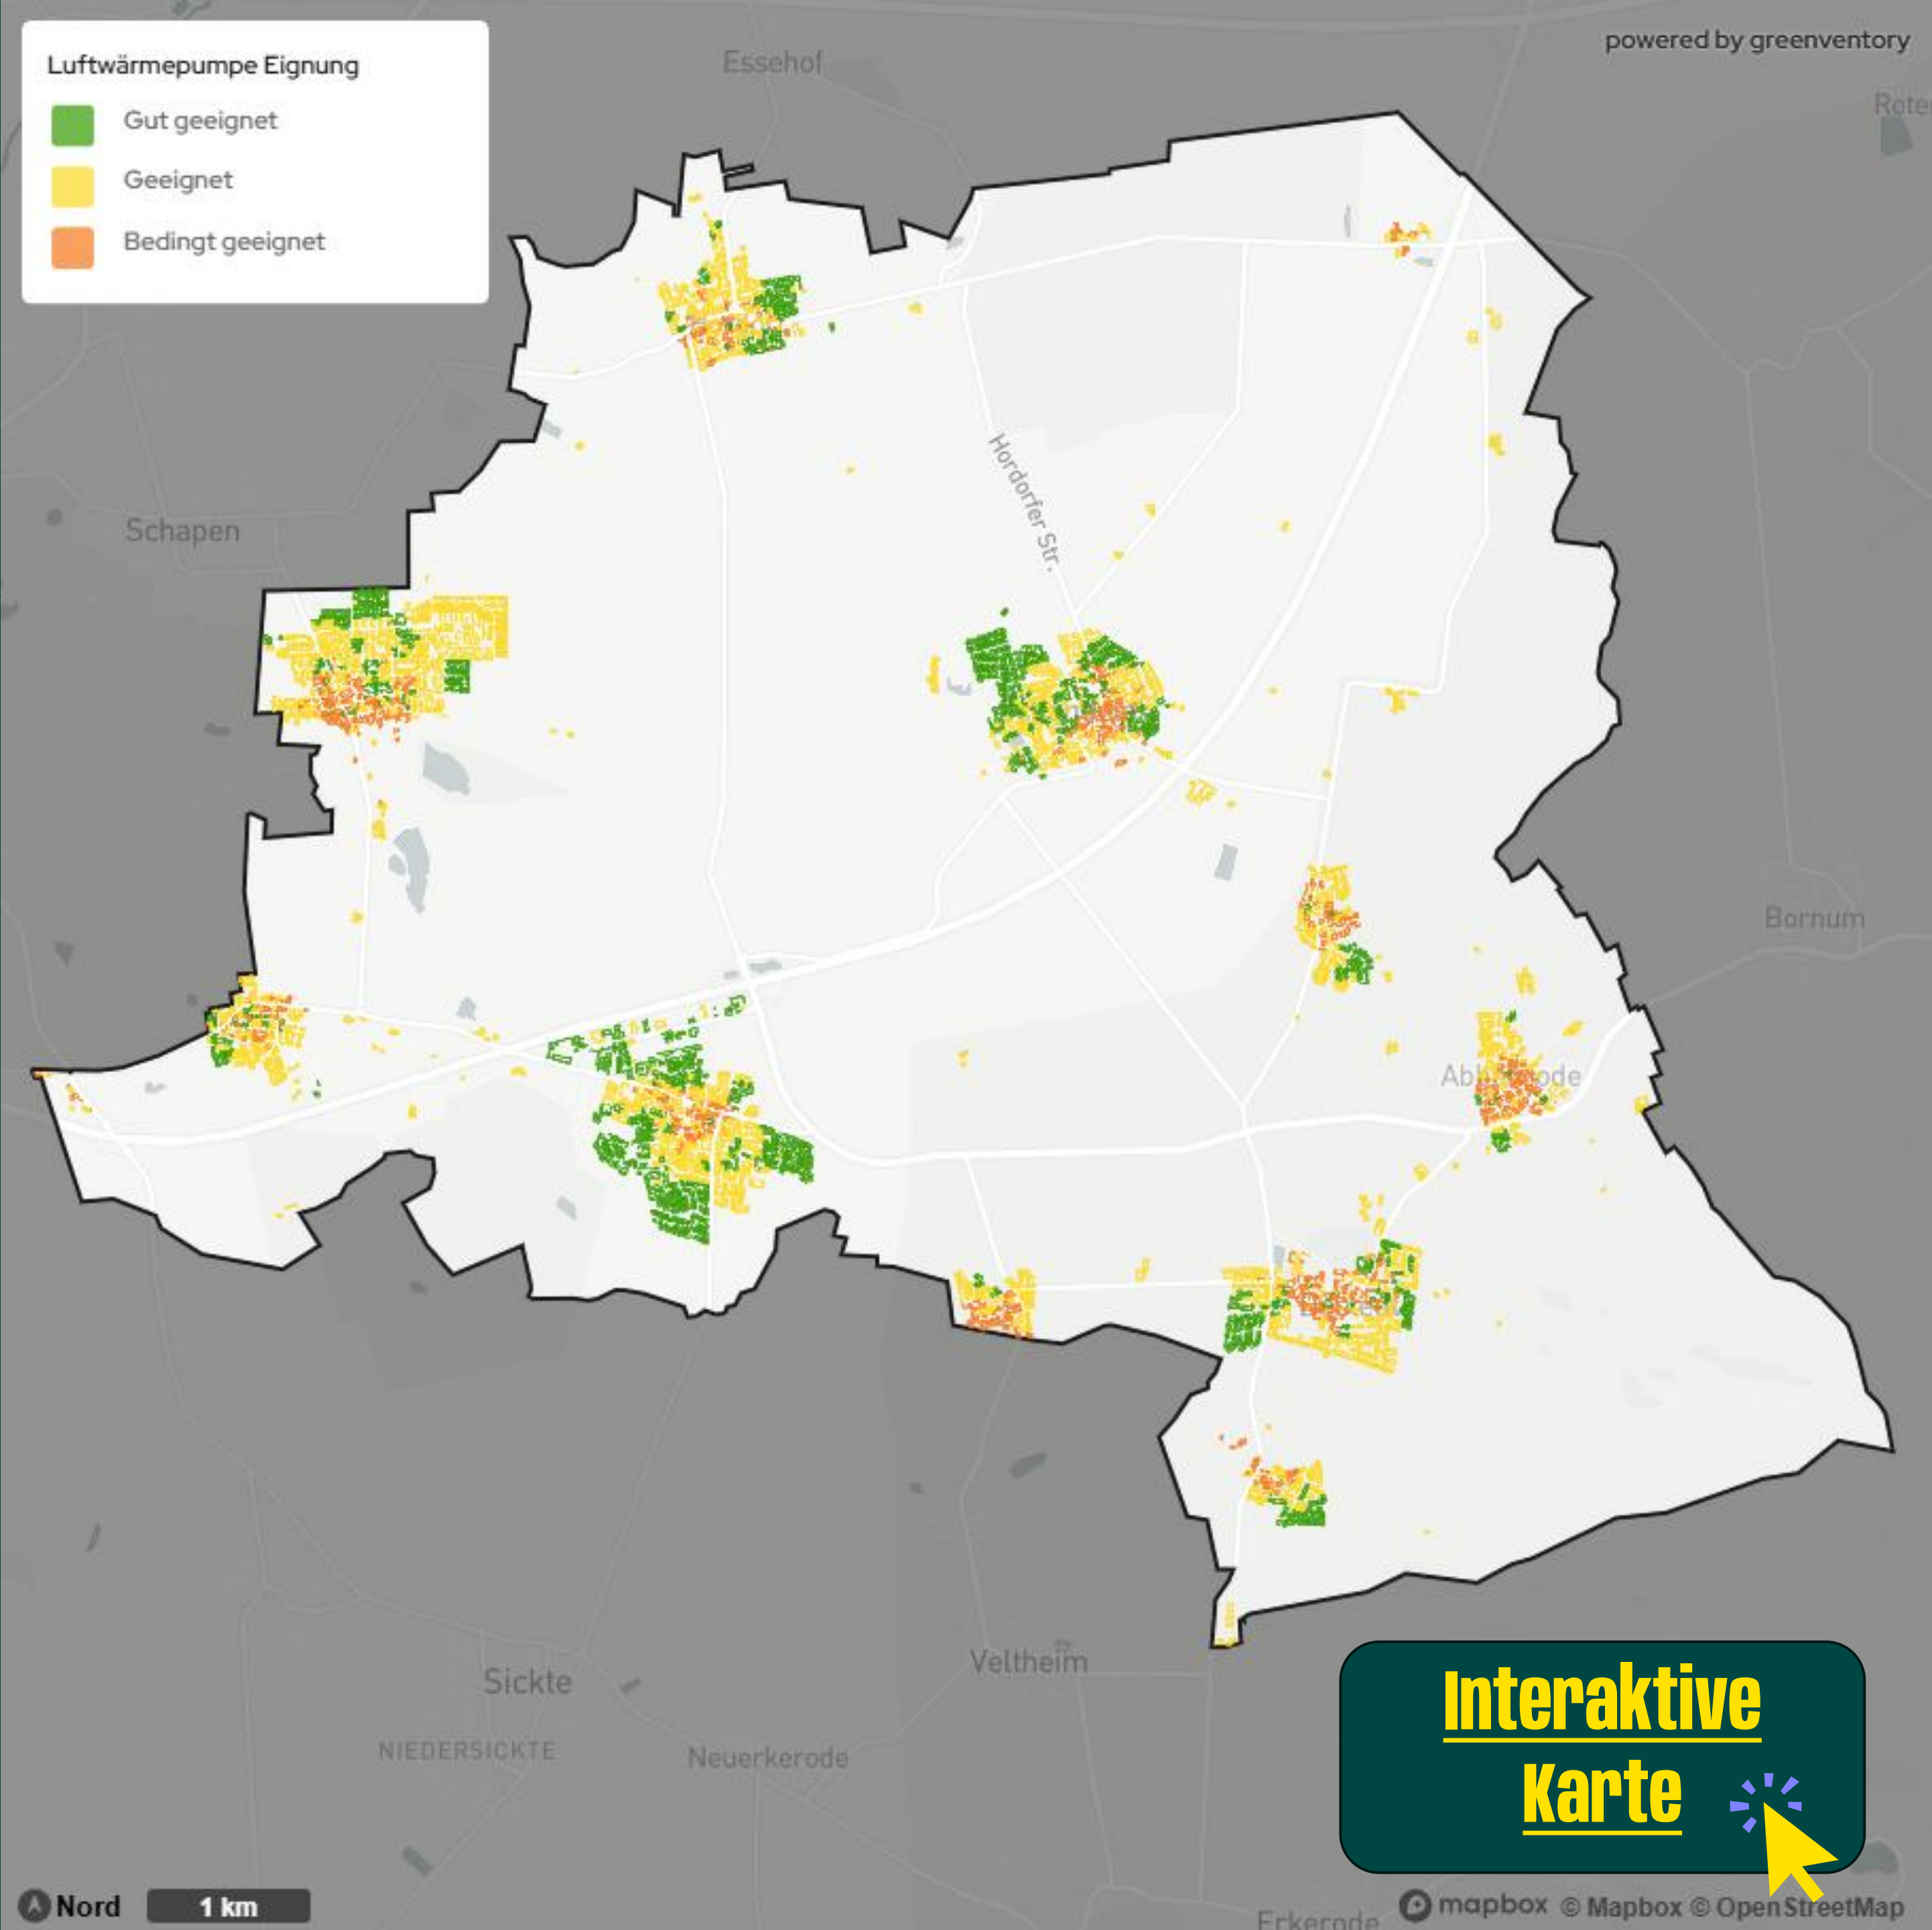 Luftwärmepumpe Eignung
Gut geeignet
Geeignet
Bedingt geeignet
powered by greenventory
Essehof
Schapen
Hordorfer Str.
Bornum
Veltheim
Sickte
NIEDERSICKTE
Neuerkerode
Interaktive
Karte
Nord
1 km
Erkerode
mapbox © Mapbox © OpenStreetMap